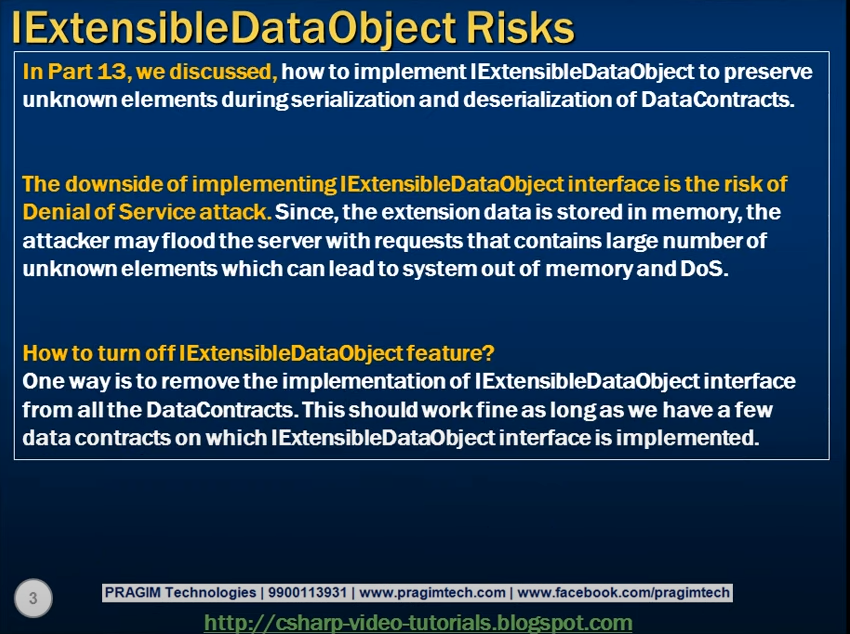 IExtensibleDataObject Risks
In Part 13, we discussed, how to implement IExtensibleDataObject to preserve
unknown elements during serialization and deserialization of DataContracts.
The downside of implementing IExtensibleDataObject interface is the risk of
Denial of Service attack. Since, the extension data is stored in memory, the
attacker may flood the server with requests that contains large number of
unknown elements which can lead to system out of memory and DoS.
How to turn off IExtensibleDataObject feature?
One way is to remove the implementation of IExtensibleDataObject interface
from all the DataContracts. This should work fine as long as we have a few
data contracts on which IExtensibleDataObject interface is implemented.
3
PRAGIM Technologies | 9900113931 | www.pragimtech.com | www.facebook.com/pragimtech
http://csharp-video-tutorials.blogspot.com